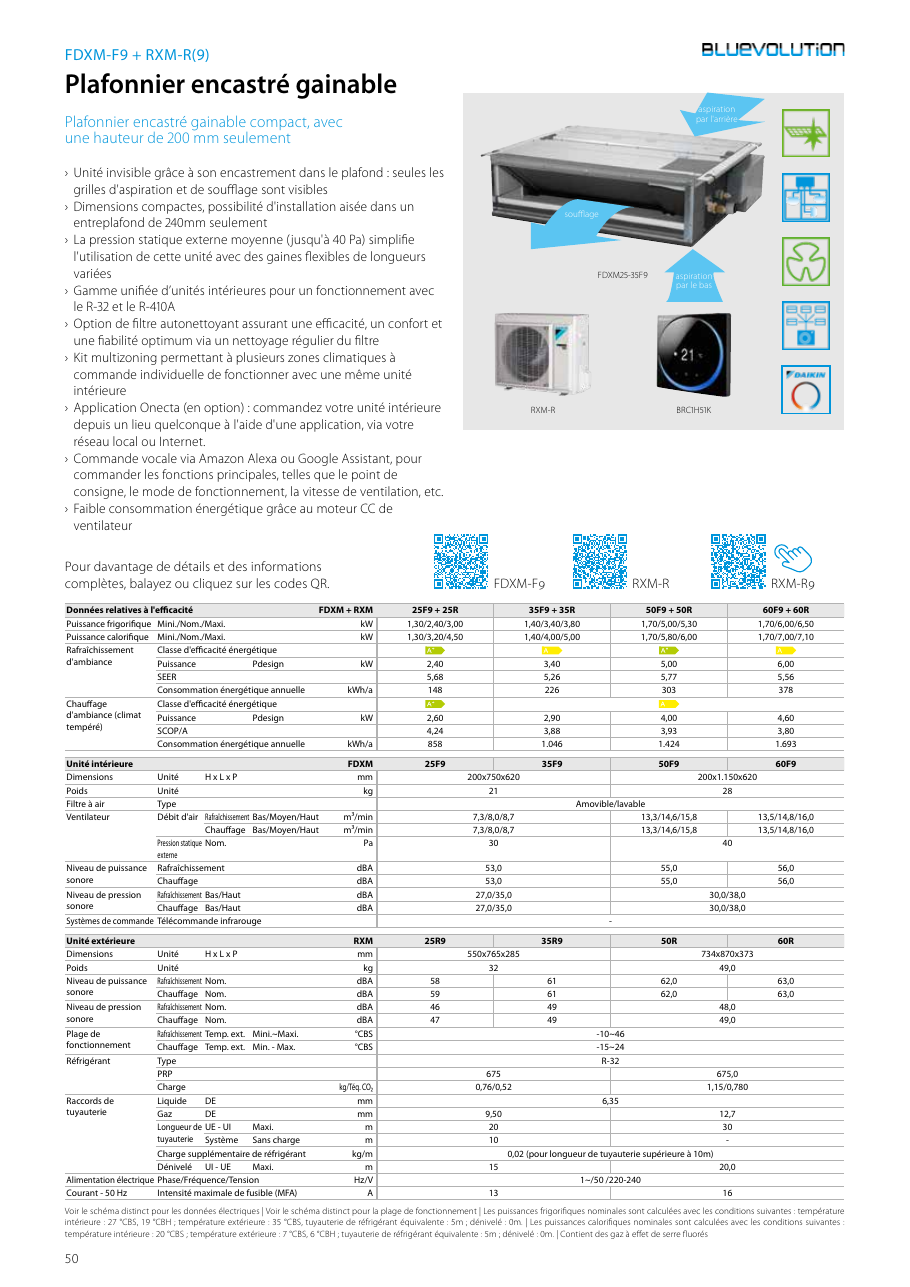 FDXM-F9 + RXM-R(9)
BLUEVOLUTION
Plafonnier encastré gainable
Plafonnier encastré gainable compact, avec
une hauteur de 200 mm seulement
› Unité invisible grâce à son encastrement dans le plafond : seules les
grilles d'aspiration et de soufflage sont visibles
› Dimensions compactes, possibilité d'installation aisée dans un
entreplafond de 240mm seulement
› La pression statique externe moyenne (jusqu'à 40 Pa) simplifie
l'utilisation de cette unité avec des gaines flexibles de longueurs
variées
› Gamme unifiée d’unités intérieures pour un fonctionnement avec
le R-32 et le R-410A
› Option de filtre autonettoyant assurant une efficacité, un confort et
une fiabilité optimum via un nettoyage régulier du filtre
› Kit multizoning permettant à plusieurs zones climatiques à
commande individuelle de fonctionner avec une même unité
intérieure
› Application Onecta (en option) : commandez votre unité intérieure
depuis un lieu quelconque à l'aide d'une application, via votre
réseau local ou Internet.
› Commande vocale via Amazon Alexa ou Google Assistant, pour
commander les fonctions principales, telles que le point de
consigne, le mode de fonctionnement, la vitesse de ventilation, etc.
› Faible consommation énergétique grâce au moteur CC de
ventilateur
aspiration
par l'arrière
soufflage
FDXM25-35F9
aspiration
par le bas
21
DAIKIN
RXM-R
BRC1H51K
Pour davantage de détails et des informations
complètes, balayez ou cliquez sur les codes QR.
FDXM-F9
RXM-R
RXM-R9
Données relatives à l'efficacité FDXM + RXM 25F9 + 25R 35F9 + 35R 50F9 + 50R 60F9 + 60R
Puissance frigorifique Mini./Nom./Maxi. kW 1,30/2,40/3,00 1,40/3,40/3,80 1,70/5,00/5,30 1,70/6,00/6,50
Puissance calorifique Mini./Nom./Maxi. kW 1,30/3,20/4,50 1,40/4,00/5,00 1,70/5,80/6,00 1,70/7,00/7,10
Rafraîchissement Classe d'efficacité énergétique A+ A A+ A
d'ambiance Puissance Pdesign kW 2,40 3,40 5,00 6,00
SEER 5,68 5,26 5,77 5,56
Consommation énergétique annuelle kWh/a 148 226 303 378
Chauffage Classe d'efficacité énergétique A+ A
d'ambiance (climat Puissance Pdesign kW 2,60 2,90 4,00 4,60
tempéré) SCOP/A 4,24 3,88 3,93 3,80
Consommation énergétique annuelle kWh/a 858 1.046 1.424 1.693
Unité intérieure FDXM 25F9 35F9 50F9 60F9
Dimensions Unité H x L x P mm 200x750x620 200x1.150x620
Poids Unité kg 21 28
Filtre à air Type Amovible/lavable
Ventilateur Débit d'air Rafraîchissement Bas/Moyen/Haut m³/min 7,3/8,0/8,7 13,3/14,6/15,8 13,5/14,8/16,0
Chauffage Bas/Moyen/Haut m³/min 7,3/8,0/8,7 13,3/14,6/15,8 13,5/14,8/16,0
Pression statique Nom. Pa 30 40
externe
Niveau de puissance Rafraîchissement dBA 53,0 55,0 56,0
sonore Chauffage dBA 53,0 55,0 56,0
Niveau de pression Rafraîchissement Bas/Haut dBA 27,0/35,0 30,0/38,0
sonore Chauffage Bas/Haut dBA 27,0/35,0 30,0/38,0
Systèmes de commande Télécommande infrarouge -
Unité extérieure RXM 25R9 35R9 50R 60R
Dimensions Unité H x L x P mm 550x765x285 734x870x373
Poids Unité kg 32 49,0
Niveau de puissance Rafraîchissement Nom. dBA 58 61 62,0 63,0
sonore Chauffage Nom. dBA 59 61 62,0 63,0
Niveau de pression Rafraîchissement Nom. dBA 46 49 48,0
sonore Chauffage Nom. dBA 47 49 49,0
Plage de Rafraîchissement Temp. ext. Mini.~Maxi. °CBS -10~46
fonctionnement Chauffage Temp. ext. Min. - Max. °CBS -15~24
Réfrigérant Type R-32
PRP 675 675,0
Charge kg/Téq. CO₂ 0,76/0,52 1,15/0,780
Raccords de Liquide DE mm 6,35
tuyauterie Gaz DE mm 9,50 12,7
Longueur de UE - UI Maxi. m 20 30
tuyauterie Système Sans charge m 10 -
Charge supplémentaire de réfrigérant kg/m 0,02 (pour longueur de tuyauterie supérieure à 10m)
Dénivelé UI - UE Maxi. m 15 20,0
Alimentation électrique Phase/Fréquence/Tension Hz/V 1~/50 /220-240
Courant - 50 Hz Intensité maximale de fusible (MFA) A 13 16
Voir le schéma distinct pour les données électriques | Voir le schéma distinct pour la plage de fonctionnement | Les puissances frigorifiques nominales sont calculées avec les conditions suivantes : température
intérieure : 27 °CBS, 19 °CBH ; température extérieure : 35 °CBS, tuyauterie de réfrigérant équivalente : 5m ; dénivelé : 0m. | Les puissances calorifiques nominales sont calculées avec les conditions suivantes :
température intérieure : 20 °CBS ; température extérieure : 7 °CBS, 6 °CBH ; tuyauterie de réfrigérant équivalente : 5m ; dénivelé : 0m. | Contient des gaz à effet de serre fluorés
50